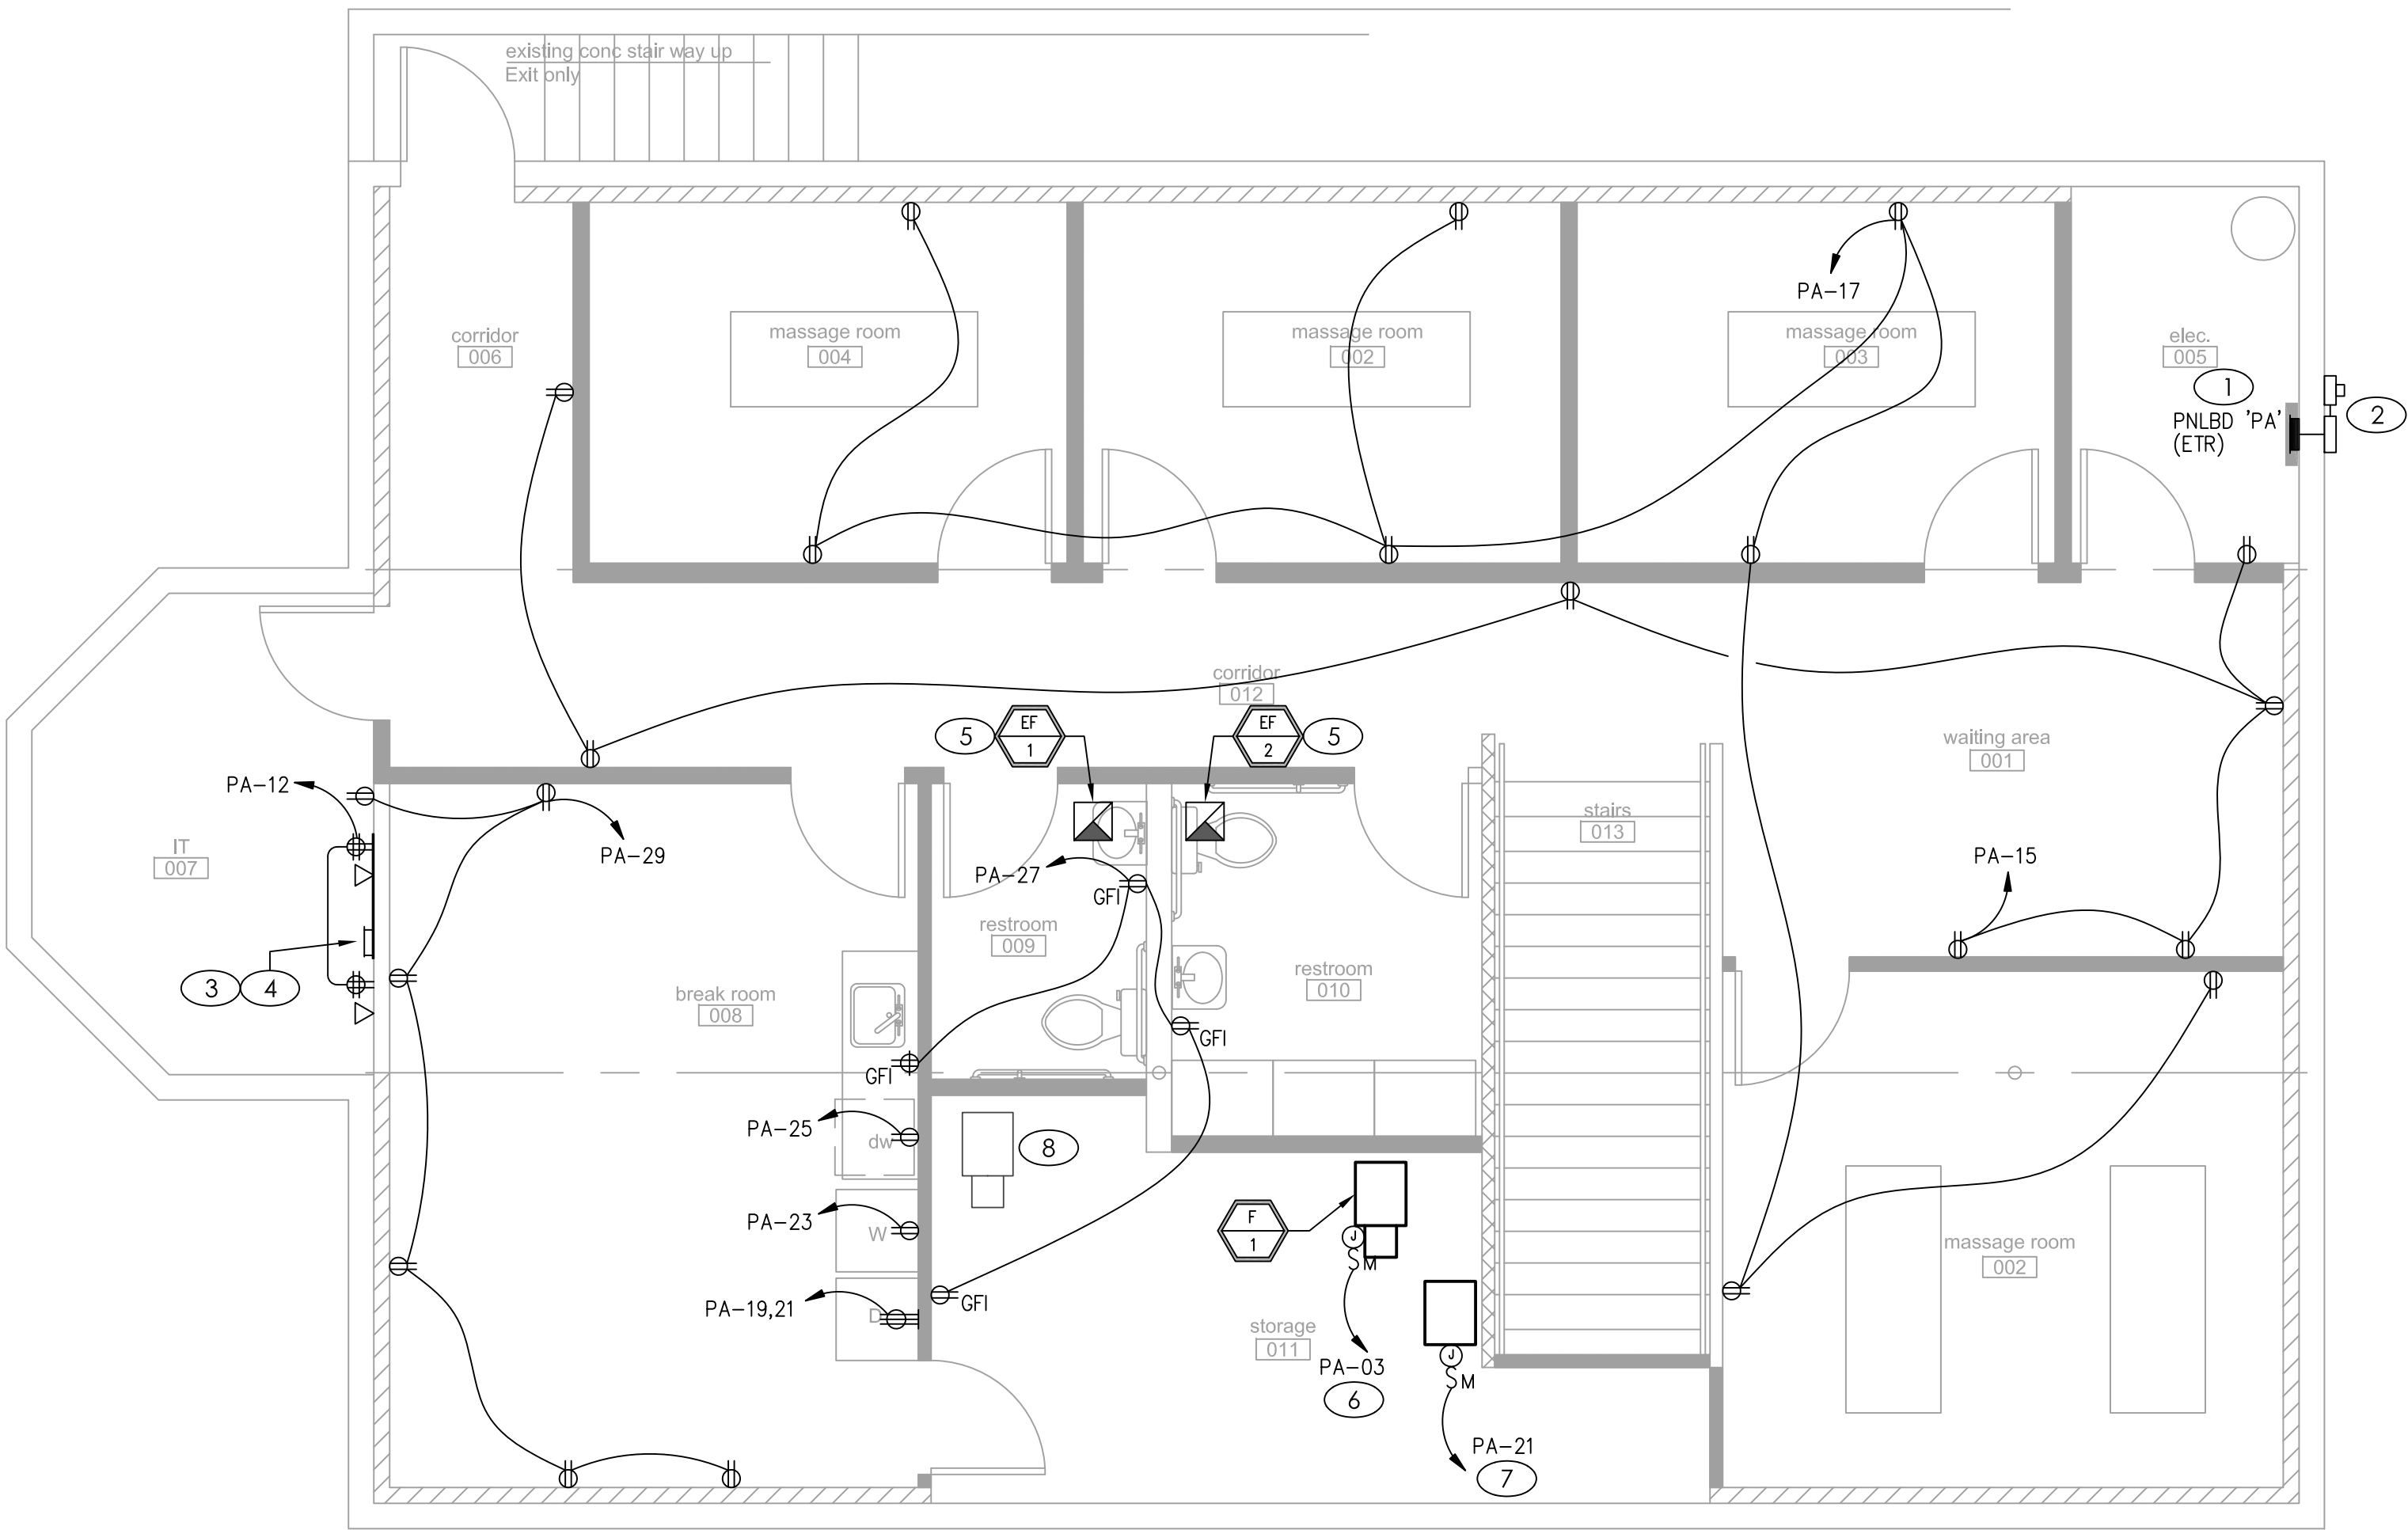 existing conc stair way up
Exit only
PA-17
corridor
006
massage room
004
massage room
002
massage room
003
elec.
005
1
PNLBD 'PA'
(ETR)
2
corridor
012
5
EF
1
EF
2
5
waiting area
001
PA-12
IT
007
PA-29
PA-27
GFI
stairs
013
PA-15
restroom
009
restroom
010
3
4
break room
008
GFI
GFI
PA-25
dw
8
PA-23
W
F
1
J
S
M
massage room
002
PA-19,21
D
GFI
storage
011
J
S
M
PA-03
6
PA-21
7